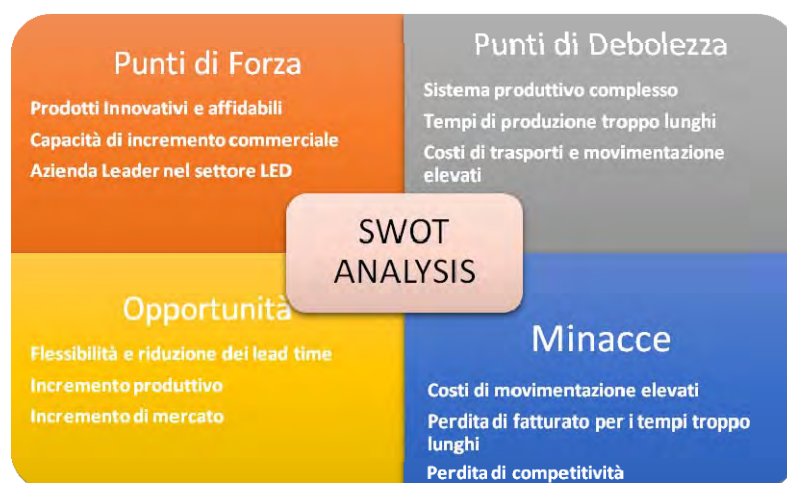 Punti di Forza
Prodotti Innovativi e affidabili
Capacità di incremento commerciale
Azienda Leader nel settore LED
Punti di Debolezza
Sistema produttivo complesso
Tempi di produzione troppo lunghi
Costi di trasporti e movimentazione
elevati
SWOT
ANALYSIS
Opportunità
Flessibilità e riduzione dei lead time
Incremento produttivo
Incremento di mercato
Minacce
Costi di movimentazione elevati
Perdita di fatturato per i tempi troppo
lunghi
Perdita di competitività